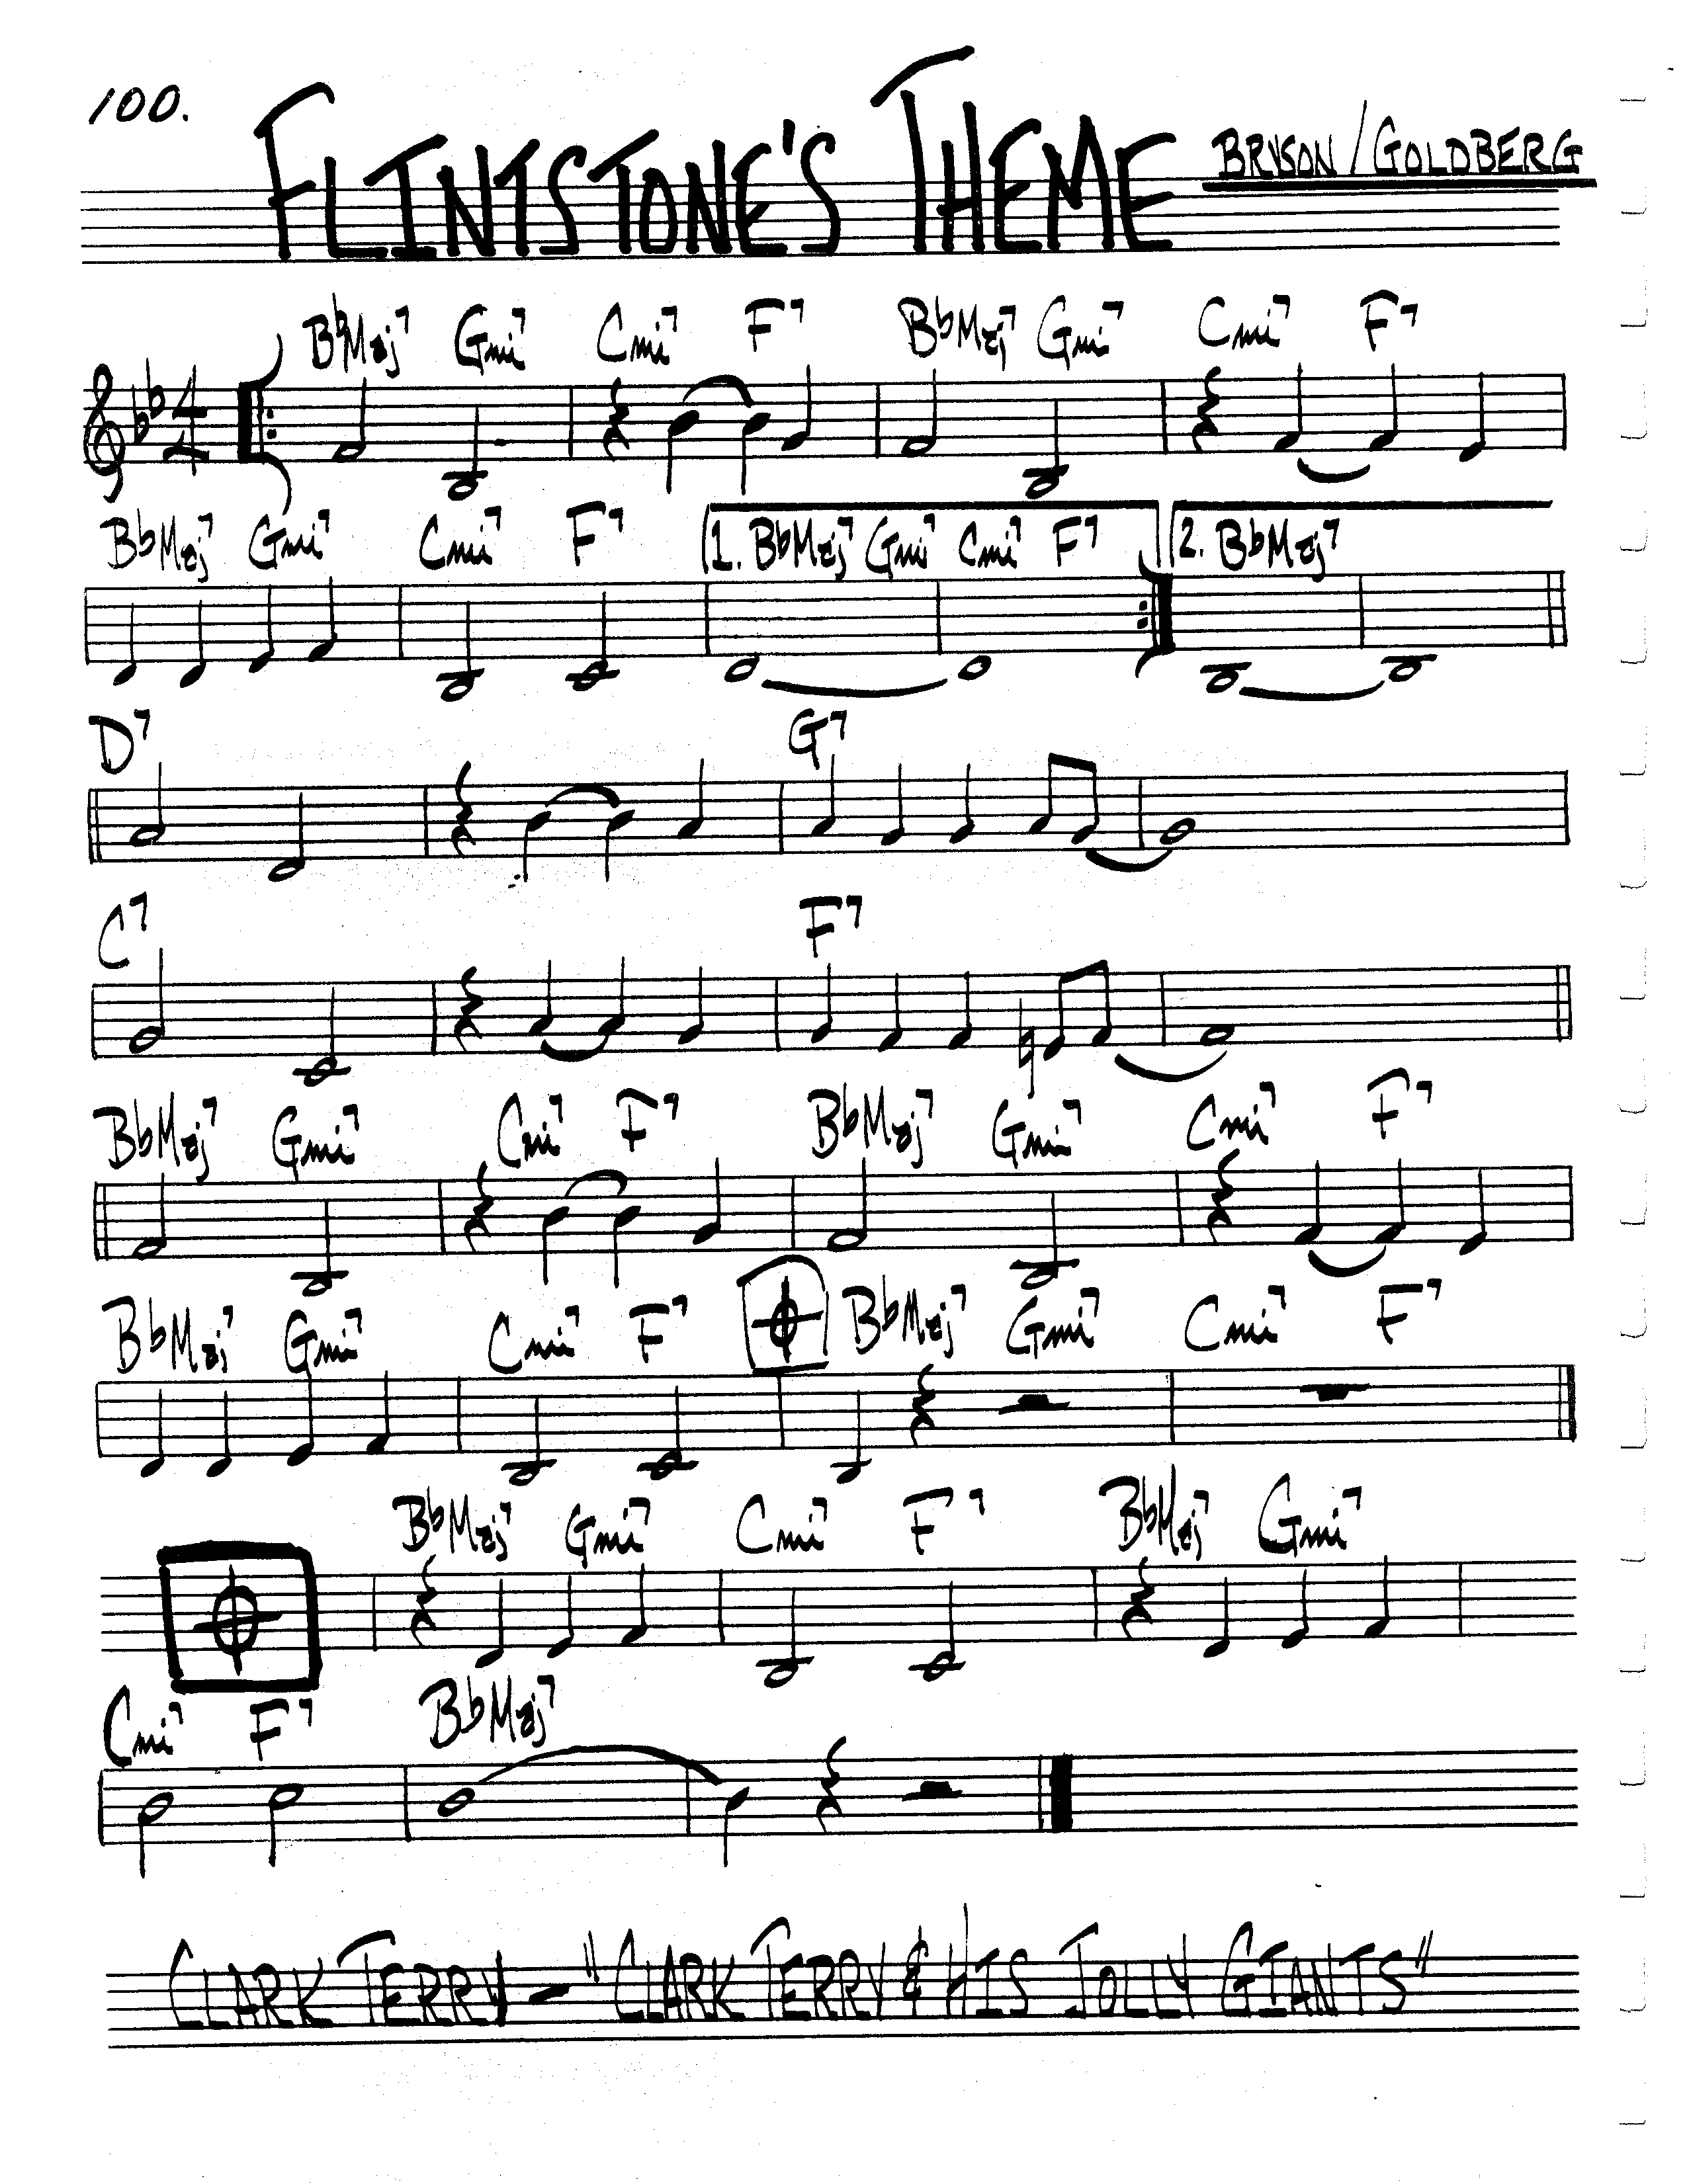 100.
FLINTSTONE'S THEME
BRYSON / GOLDBERG
B♭Maj7 Gmi7 Cmi7 F7 B♭Maj7 Gmi7 Cmi7 F7
4
B♭Maj7 Gmi7 Cmi7 F7 1. B♭Maj7 Gmi7 Cmi7 F7 2. B♭Maj7
D7 G7
C7 F7
B♭Maj7 Gmi7 Cmi7 F7 B♭Maj7 Gmi7 Cmi7 F7
B♭Maj7 Gmi7 Cmi7 F7 B♭Maj7 Gmi7 Cmi7 F7
B♭Maj7 Gmi7 Cmi7 F7 B♭Maj7 Gmi7
Cmi7 F7 B♭Maj7
CLARK TERRY - "CLARK TERRY & HIS JOLLY GIANTS"